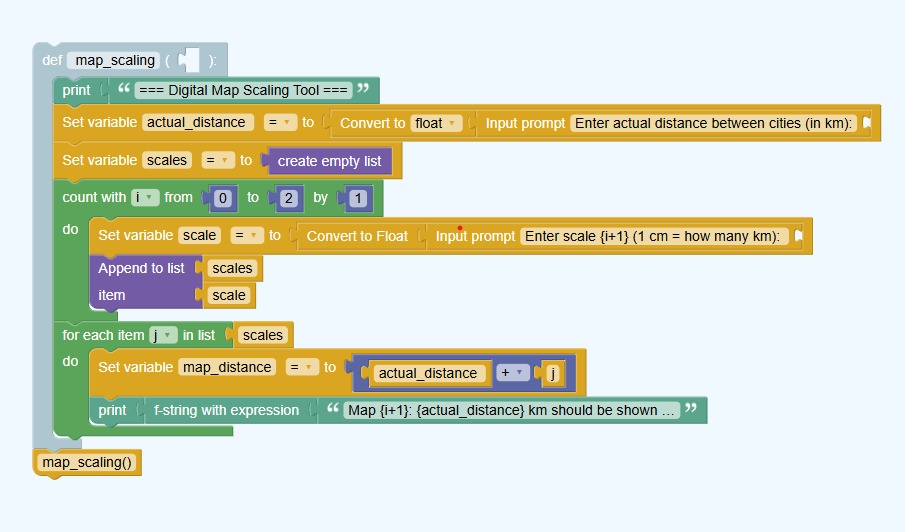 def map_scaling ( ):
print “ === Digital Map Scaling Tool === ”
Set variable actual_distance = to Convert to float Input prompt Enter actual distance between cities (in km):
Set variable scales = to create empty list
count with i from 0 to 2 by 1
do Set variable scale = to Convert to Float Input prompt Enter scale {i+1} (1 cm = how many km):
Append to list scales
item scale
for each item j in list scales
do Set variable map_distance = to actual_distance + j
print f-string with expression “ Map {i+1}: {actual_distance} km should be shown ... ”
map_scaling()